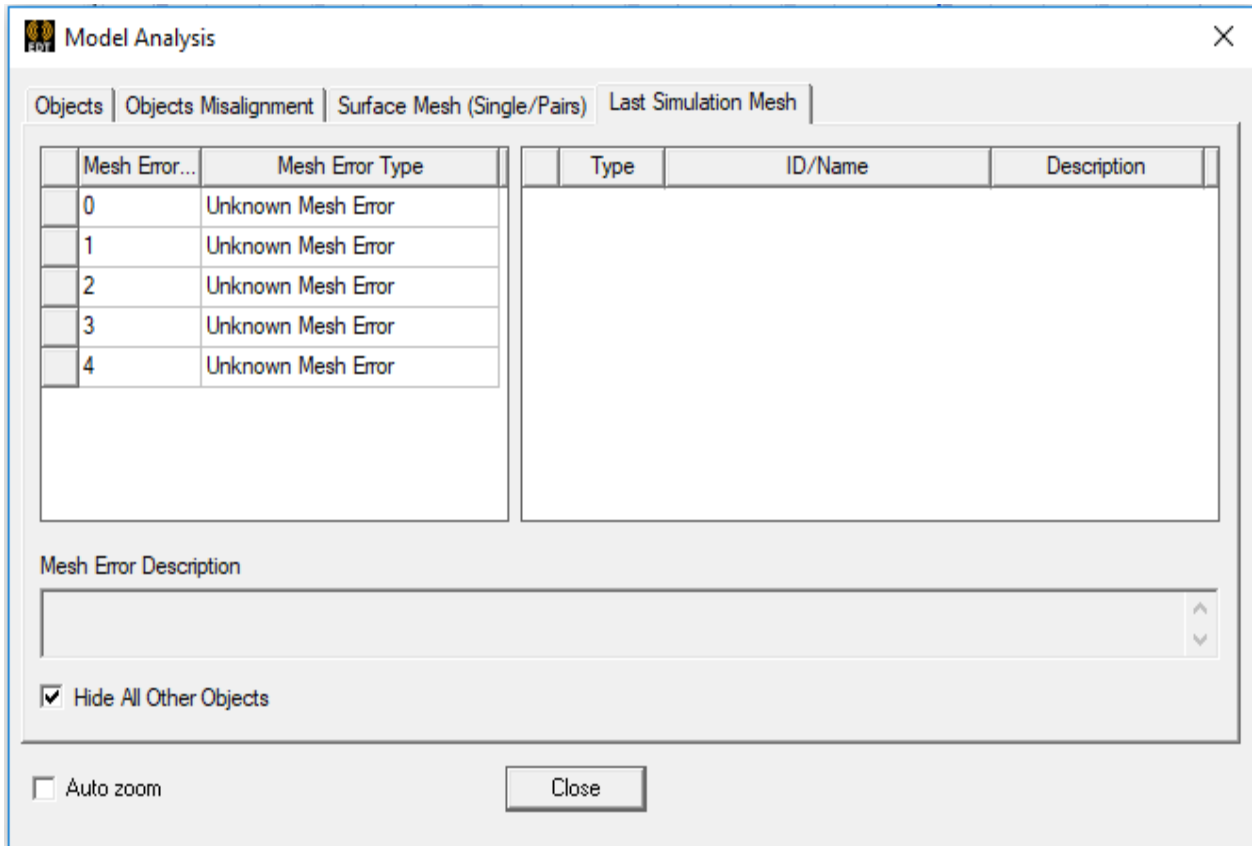 EDT Model Analysis
Objects Objects Misalignment Surface Mesh (Single/Pairs) Last Simulation Mesh
Mesh Error... Mesh Error Type Type ID/Name Description
0 Unknown Mesh Error
1 Unknown Mesh Error
2 Unknown Mesh Error
3 Unknown Mesh Error
4 Unknown Mesh Error
Mesh Error Description
Hide All Other Objects
Auto zoom Close